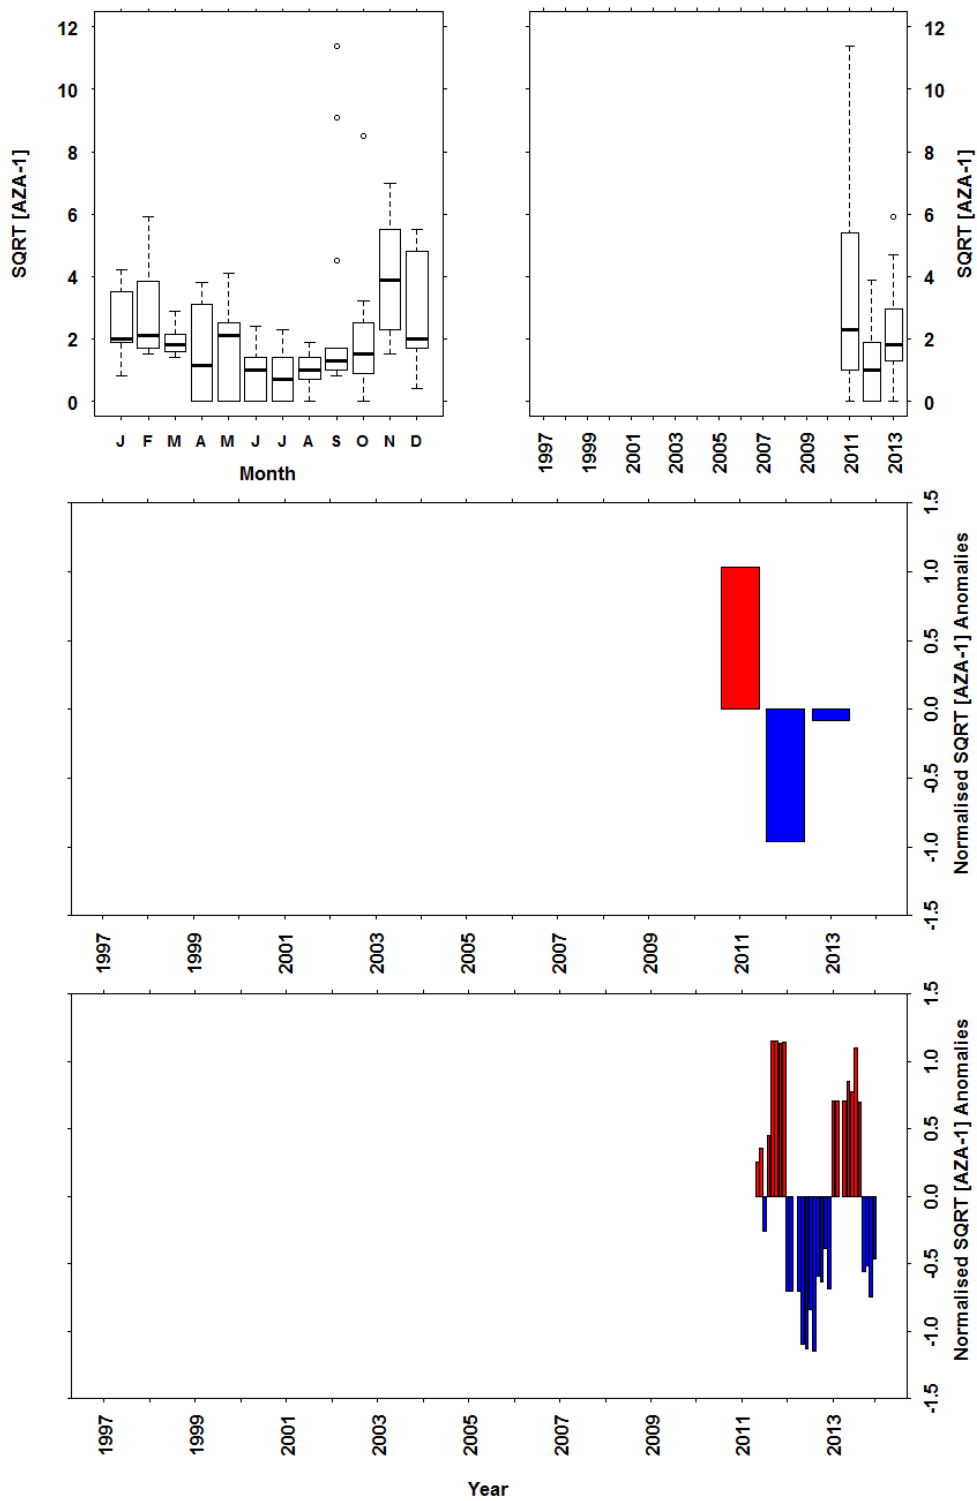 SQRT [AZA-1]
12
10
8
6
4
2
0
J F M A M J J A S O N D
Month
12
10
8
6
4
2
0
SQRT [AZA-1]
1997 1999 2001 2003 2005 2007 2009 2011 2013
1.5
1.0
0.5
0.0
-0.5
-1.0
-1.5
Normalised SQRT [AZA-1] Anomalies
1997 1999 2001 2003 2005 2007 2009 2011 2013
1.5
1.0
0.5
0.0
-0.5
-1.0
-1.5
Normalised SQRT [AZA-1] Anomalies
1997 1999 2001 2003 2005 2007 2009 2011 2013
Year